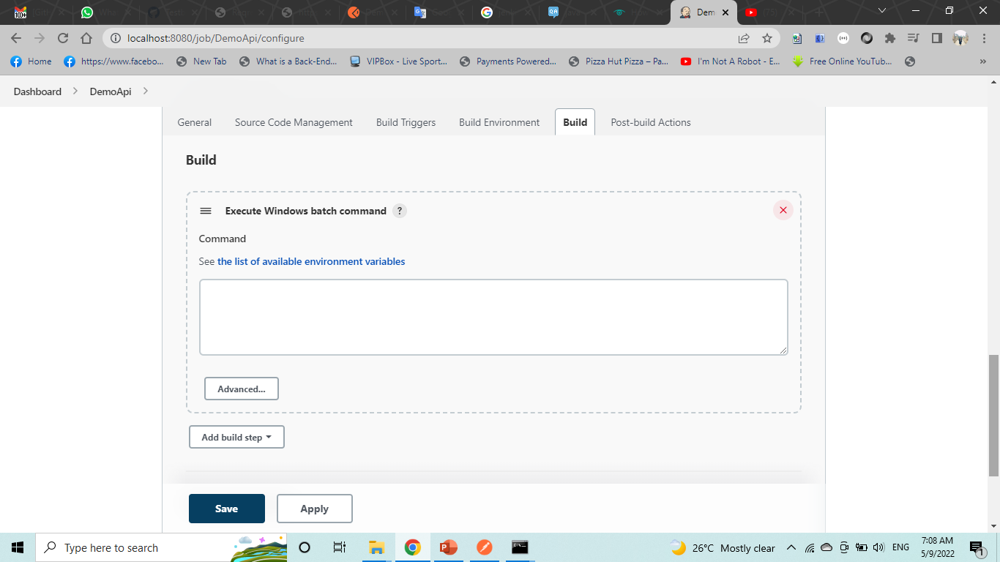 100+
Dem
localhost:8080/job/DemoApi/configure
Home
https://www.facebo...
New Tab
What is a Back-End...
VIPBox - Live Sport...
Payments Powered...
Pizza Hut Pizza – Pa...
I'm Not A Robot - E...
Free Online YouTub...
»
Dashboard
DemoApi
General
Source Code Management
Build Triggers
Build Environment
Build
Post-build Actions
Build
Execute Windows batch command ?
Command
See the list of available environment variables
Advanced...
Add build step
Save
Apply
Type here to search
26°C Mostly clear
ENG
7:08 AM
5/9/2022
1